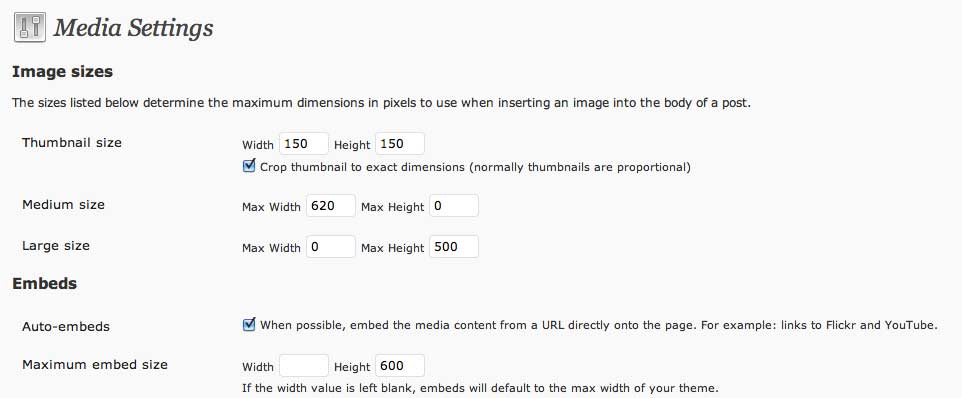 Media Settings
Image sizes
The sizes listed below determine the maximum dimensions in pixels to use when inserting an image into the body of a post.
Thumbnail size Width 150 Height 150
Crop thumbnail to exact dimensions (normally thumbnails are proportional)
Medium size Max Width 620 Max Height 0
Large size Max Width 0 Max Height 500
Embeds
Auto-embeds When possible, embed the media content from a URL directly onto the page. For example: links to Flickr and YouTube.
Maximum embed size Width Height 600
If the width value is left blank, embeds will default to the max width of your theme.